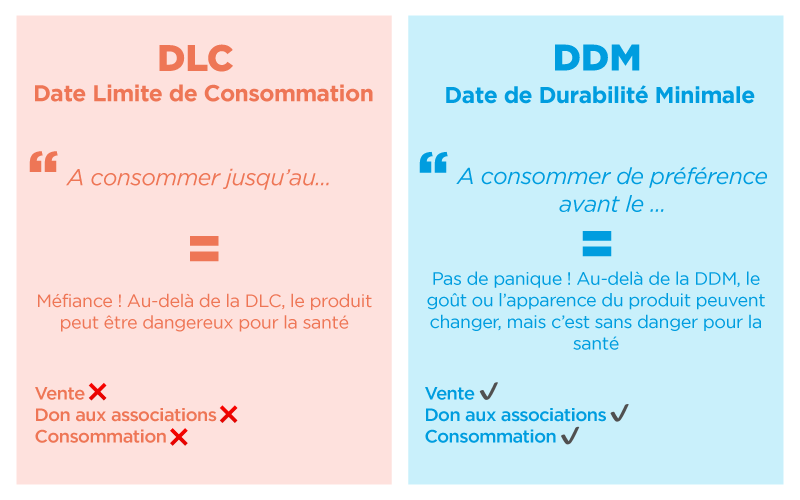 DLC
Date Limite de Consommation
“ A consommer jusqu’au...
=
Méfiance ! Au-delà de la DLC, le produit
peut être dangereux pour la santé
Vente ❌
Don aux associations ❌
Consommation ❌
DDM
Date de Durabilité Minimale
“ A consommer de préférence
avant le ...
=
Pas de panique ! Au-delà de la DDM, le
goût ou l’apparence du produit peuvent
changer, mais c’est sans danger pour la
santé
Vente ✔
Don aux associations ✔
Consommation ✔